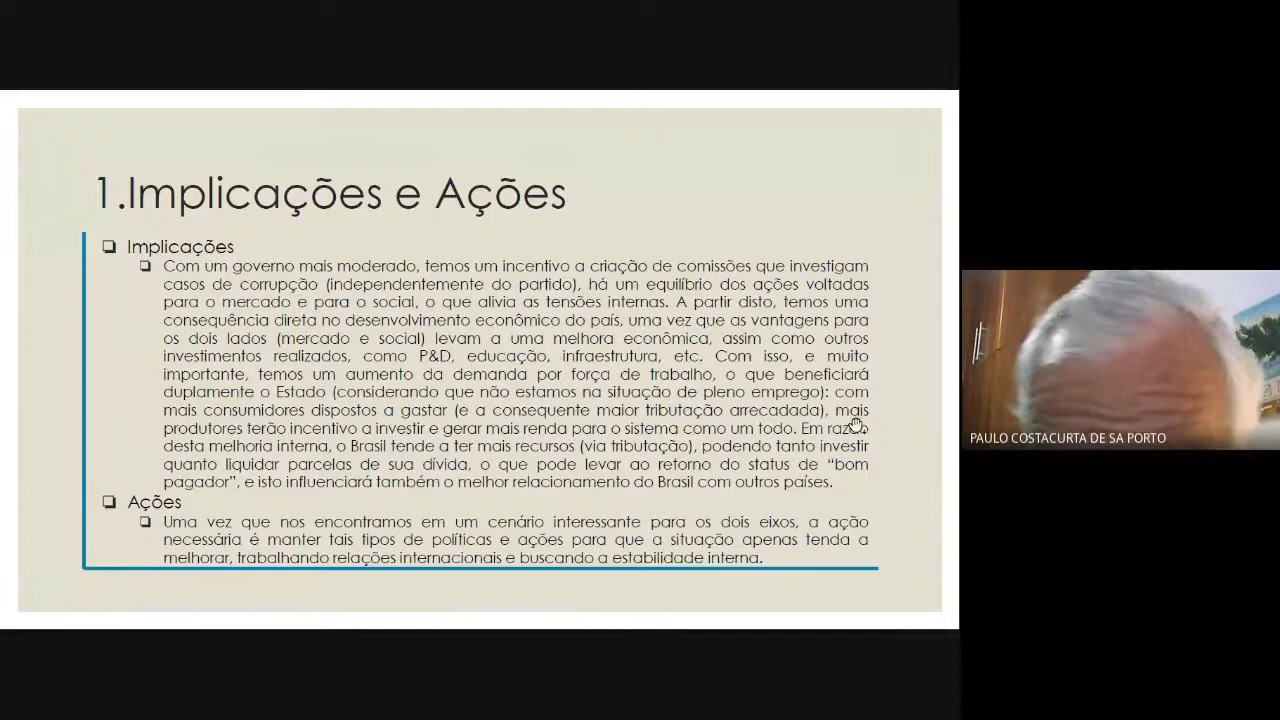 1.Implicações e Ações
Implicações
Com um governo mais moderado, temos um incentivo a criação de comissões que investigam
casos de corrupção (independentemente do partido), há um equilíbrio dos ações voltadas
para o mercado e para o social, o que alivia as tensões internas. A partir disto, temos uma
consequência direta no desenvolvimento econômico do país, uma vez que as vantagens para
os dois lados (mercado e social) levam a uma melhora econômica, assim como outros
investimentos realizados, como P&D, educação, infraestrutura, etc. Com isso, e muito
importante, temos um aumento da demanda por força de trabalho, o que beneficiará
duplamente o Estado (considerando que não estamos na situação de pleno emprego): com
mais consumidores dispostos a gastar (e a consequente maior tributação arrecadada), mais
produtores terão incentivo a investir e gerar mais renda para o sistema como um todo. Em razão
desta melhoria interna, o Brasil tende a ter mais recursos (via tributação), podendo tanto investir
quanto liquidar parcelas de sua dívida, o que pode levar ao retorno do status de “bom
pagador”, e isto influenciará também o melhor relacionamento do Brasil com outros países.
Ações
Uma vez que nos encontramos em um cenário interessante para os dois eixos, a ação
necessária é manter tais tipos de políticas e ações para que a situação apenas tenda a
melhorar, trabalhando relações internacionais e buscando a estabilidade interna.
PAULO COSTACURTA DE SA PORTO